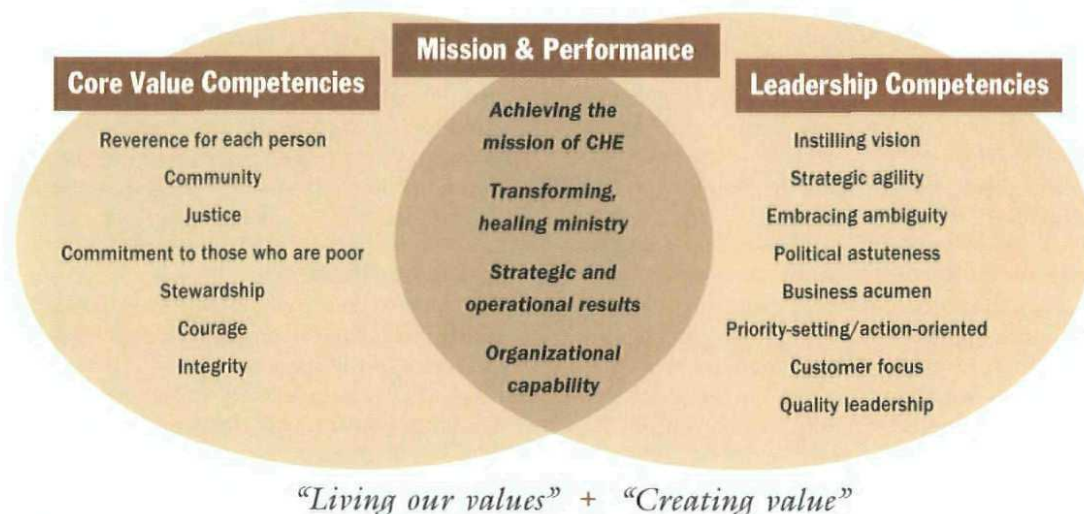 Mission & Performance
Core Value Competencies
Reverence for each person
Community
Justice
Commitment to those who are poor
Stewardship
Courage
Integrity
Achieving the
mission of CHE
Transforming,
healing ministry
Strategic and
operational results
Organizational
capability
Leadership Competencies
Instilling vision
Strategic agility
Embracing ambiguity
Political astuteness
Business acumen
Priority-setting/action-oriented
Customer focus
Quality leadership
“Living our values” + “Creating value”